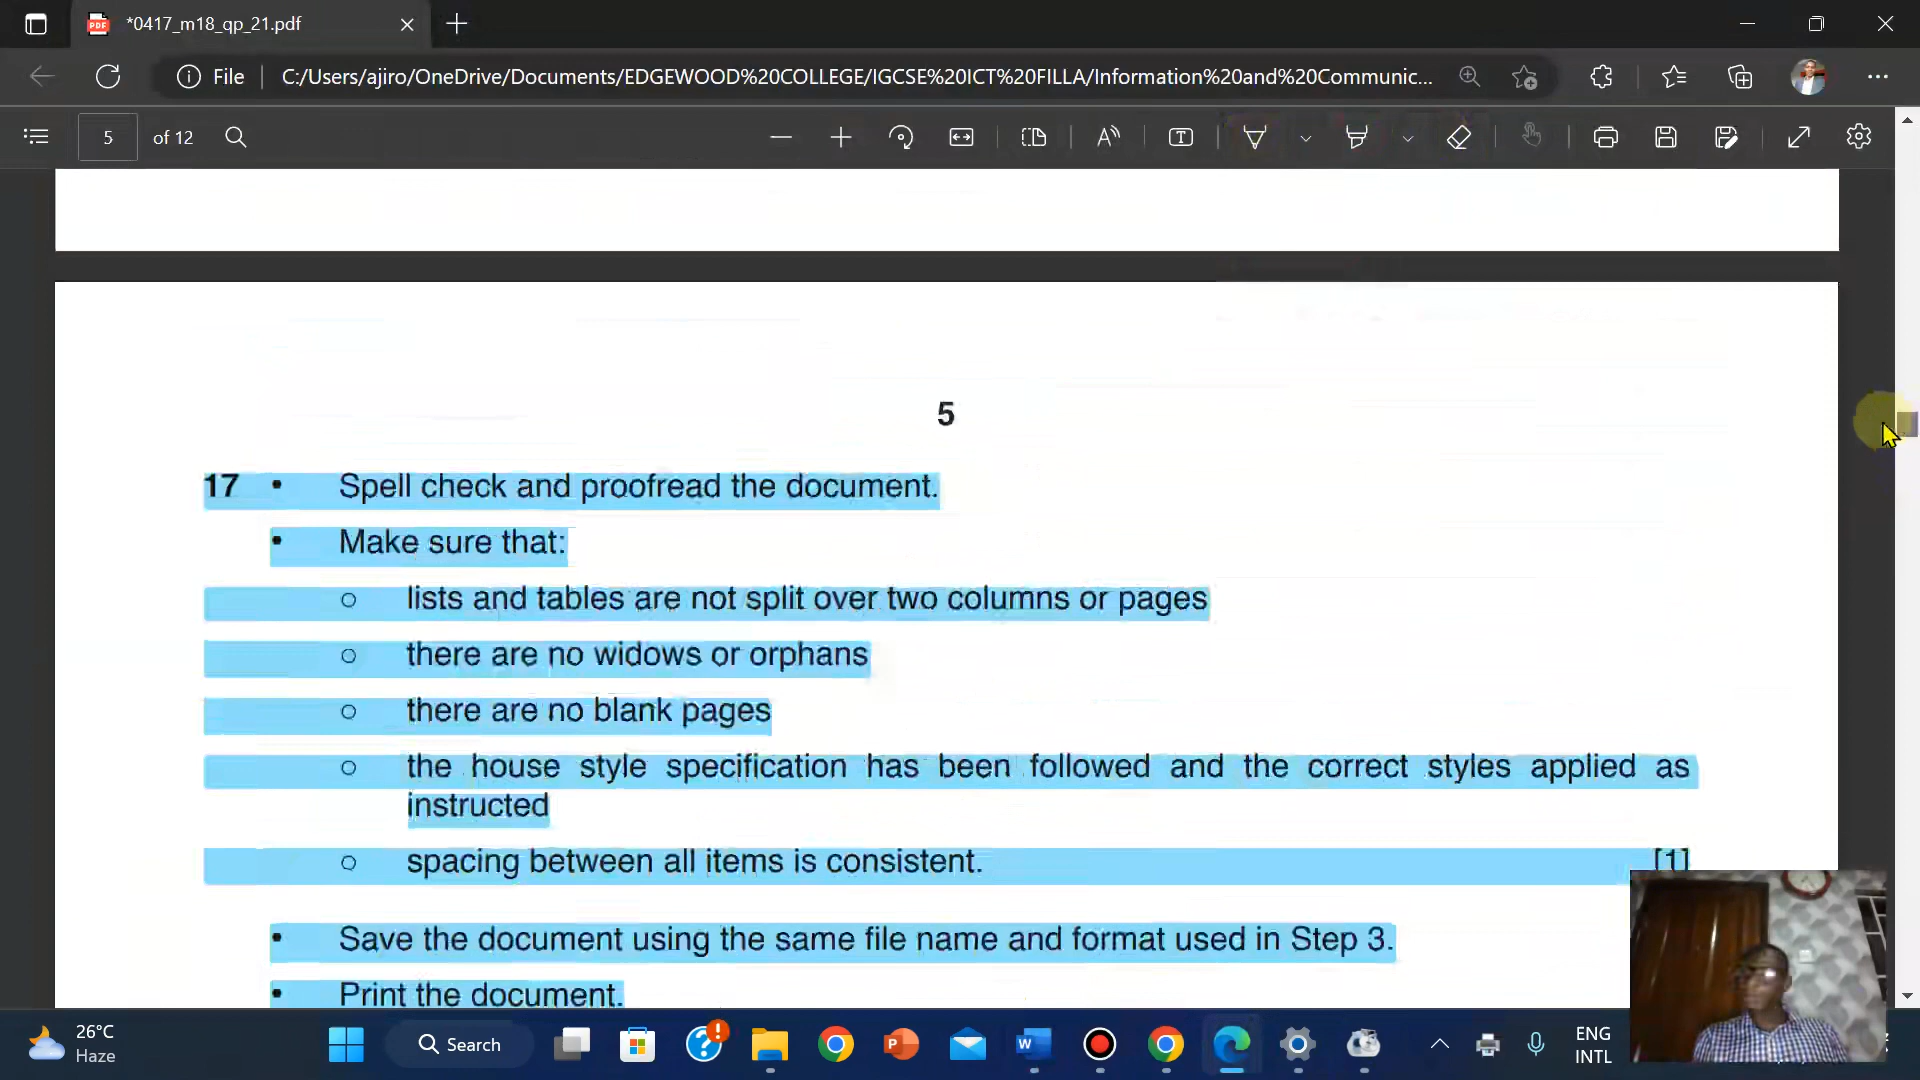 *0417_m18_qp_21.pdf
File
C:/Users/ajiro/OneDrive/Documents/EDGEWOOD%20COLLEGE/IGCSE%20ICT%20FILLA/Information%20and%20Communic...
5 of 12
5
17 • Spell check and proofread the document.
• Make sure that:
○ lists and tables are not split over two columns or pages
○ there are no widows or orphans
○ there are no blank pages
○ the house style specification has been followed and the correct styles applied as
instructed
○ spacing between all items is consistent. [1]
• Save the document using the same file name and format used in Step 3.
• Print the document.
26°C
Haze
Search
ENG
INTL